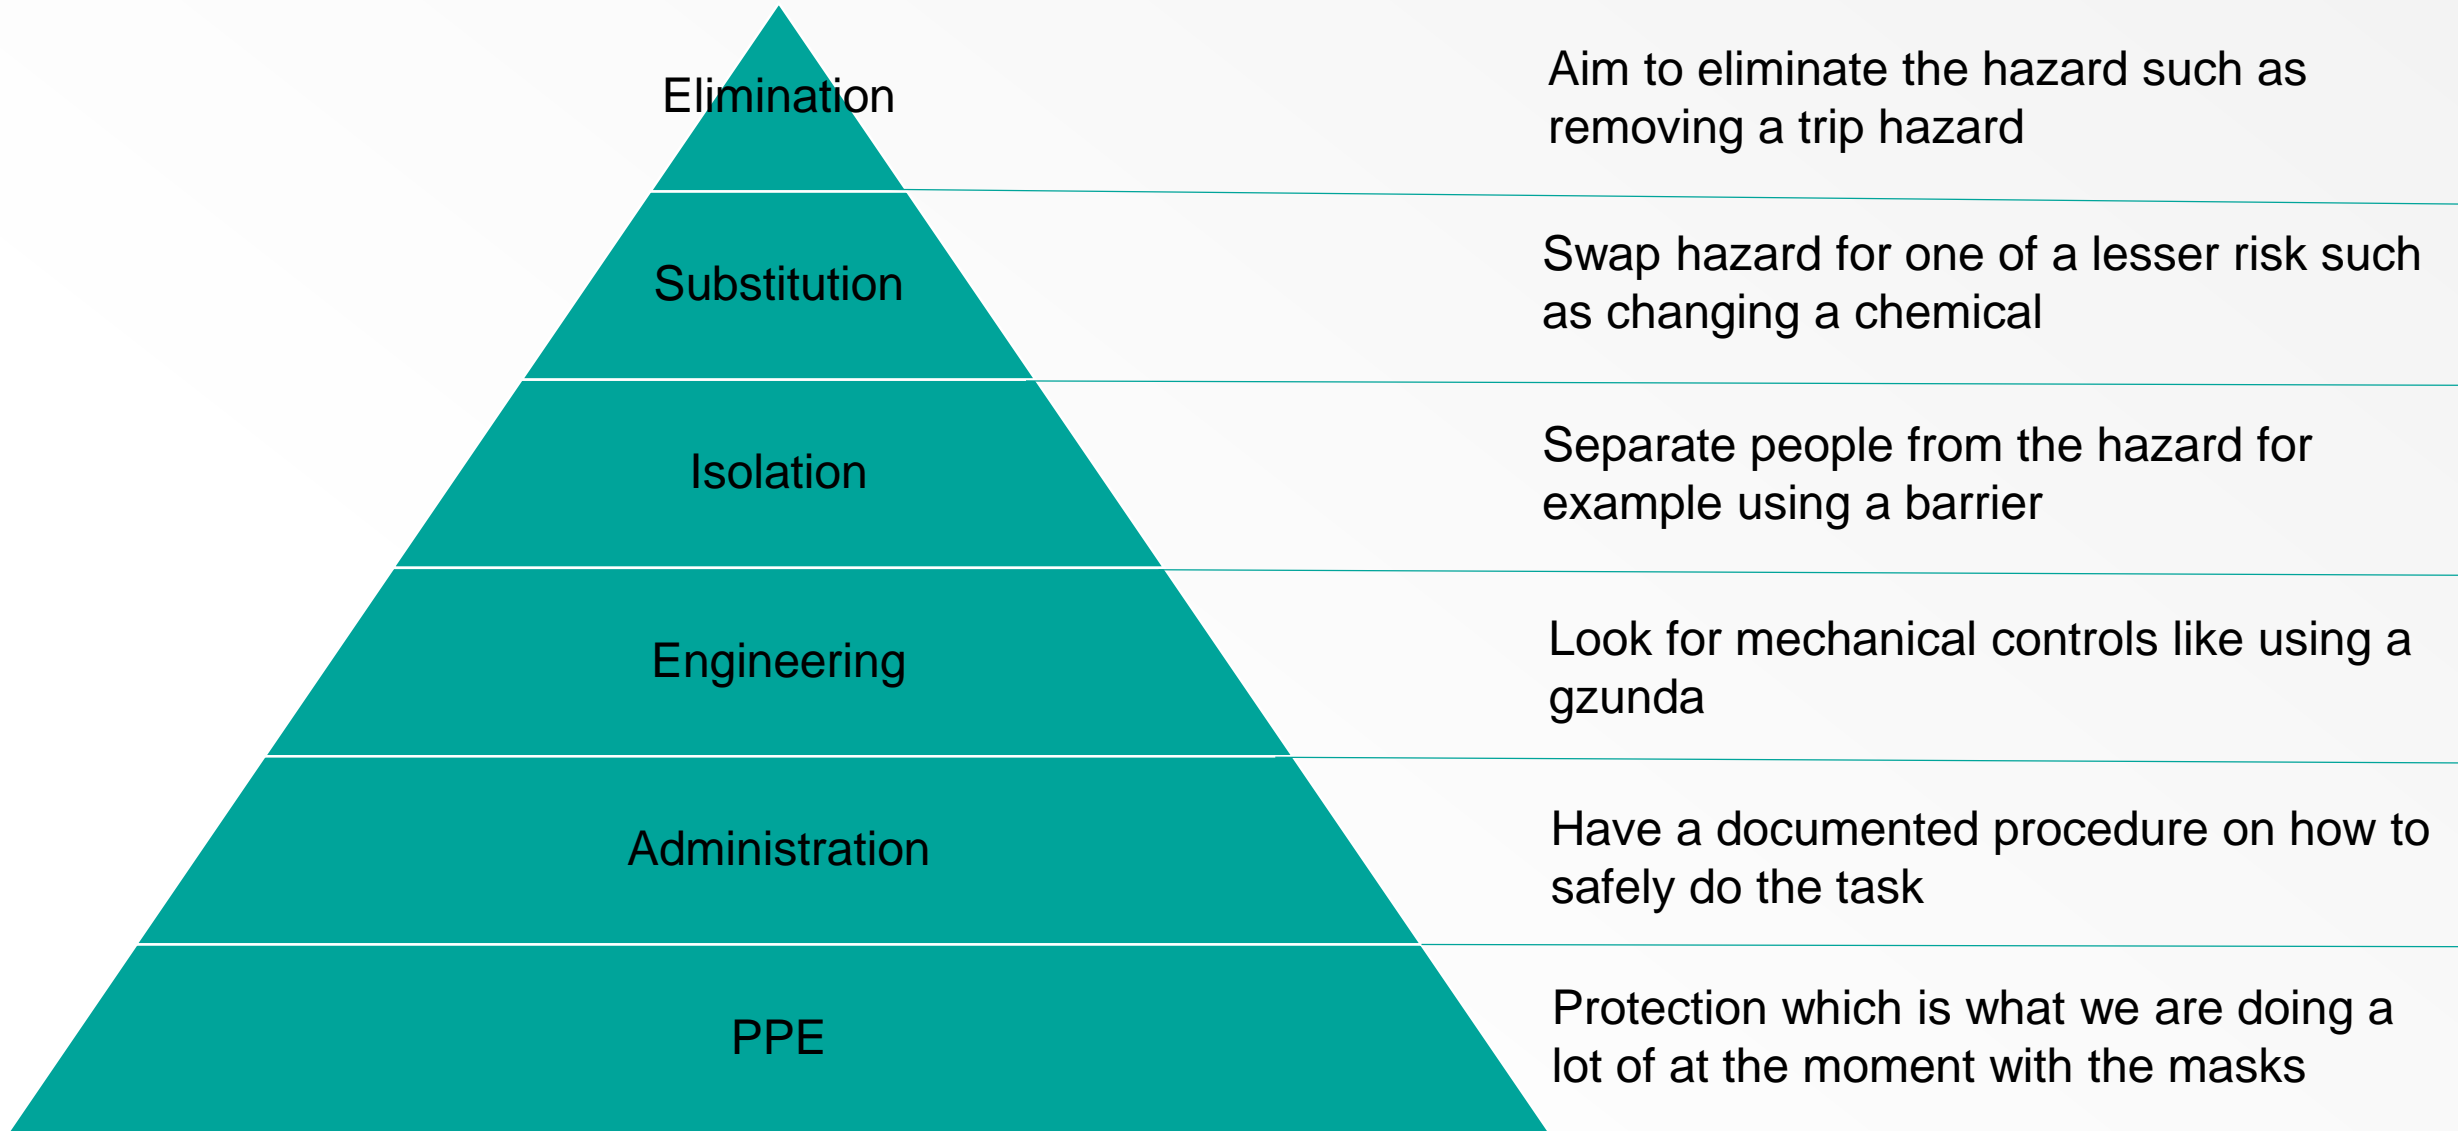 Elimination
Aim to eliminate the hazard such as
removing a trip hazard
Substitution
Swap hazard for one of a lesser risk such
as changing a chemical
Isolation
Separate people from the hazard for
example using a barrier
Engineering
Look for mechanical controls like using a
gzunda
Administration
Have a documented procedure on how to
safely do the task
PPE
Protection which is what we are doing a
lot of at the moment with the masks